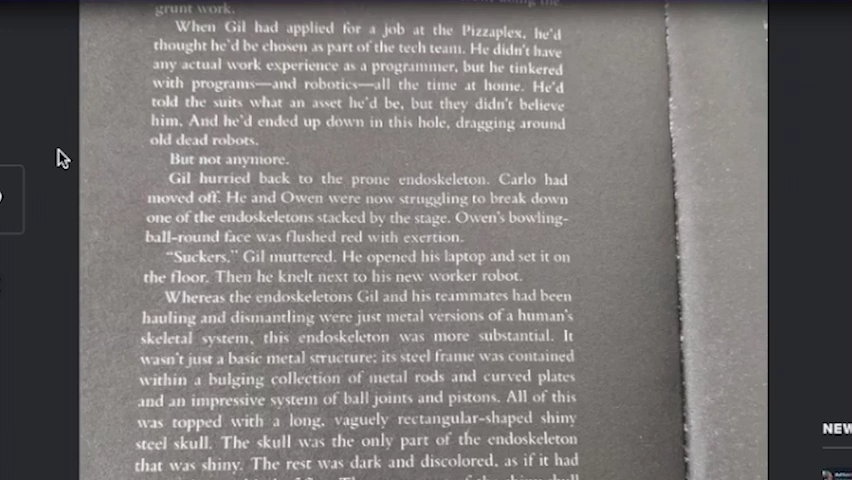 grunt work.
When Gil had applied for a job at the Pizzaplex, he'd
thought he'd be chosen as part of the tech team. He didn't have
any actual work experience as a programmer, but he tinkered
with programs—and robotics—all the time at home. He'd
told the suits what an asset he'd be, but they didn't believe
him. And he'd ended up down in this hole, dragging around
old dead robots.
But not anymore.
Gil hurried back to the prone endoskeleton. Carlo had
moved off. He and Owen were now struggling to break down
one of the endoskeletons stacked by the stage. Owen's bowling-
ball-round face was flushed red with exertion.
"Suckers," Gil muttered. He opened his laptop and set it on
the floor. Then he knelt next to his new worker robot.
Whereas the endoskeletons Gil and his teammates had been
hauling and dismantling were just metal versions of a human's
skeletal system, this endoskeleton was more substantial. It
wasn't just a basic metal structure; its steel frame was contained
within a bulging collection of metal rods and curved plates
and an impressive system of ball joints and pistons. All of this
was topped with a long, vaguely rectangular-shaped shiny
steel skull. The skull was the only part of the endoskeleton
that was shiny. The rest was dark and discolored, as if it had
NEW